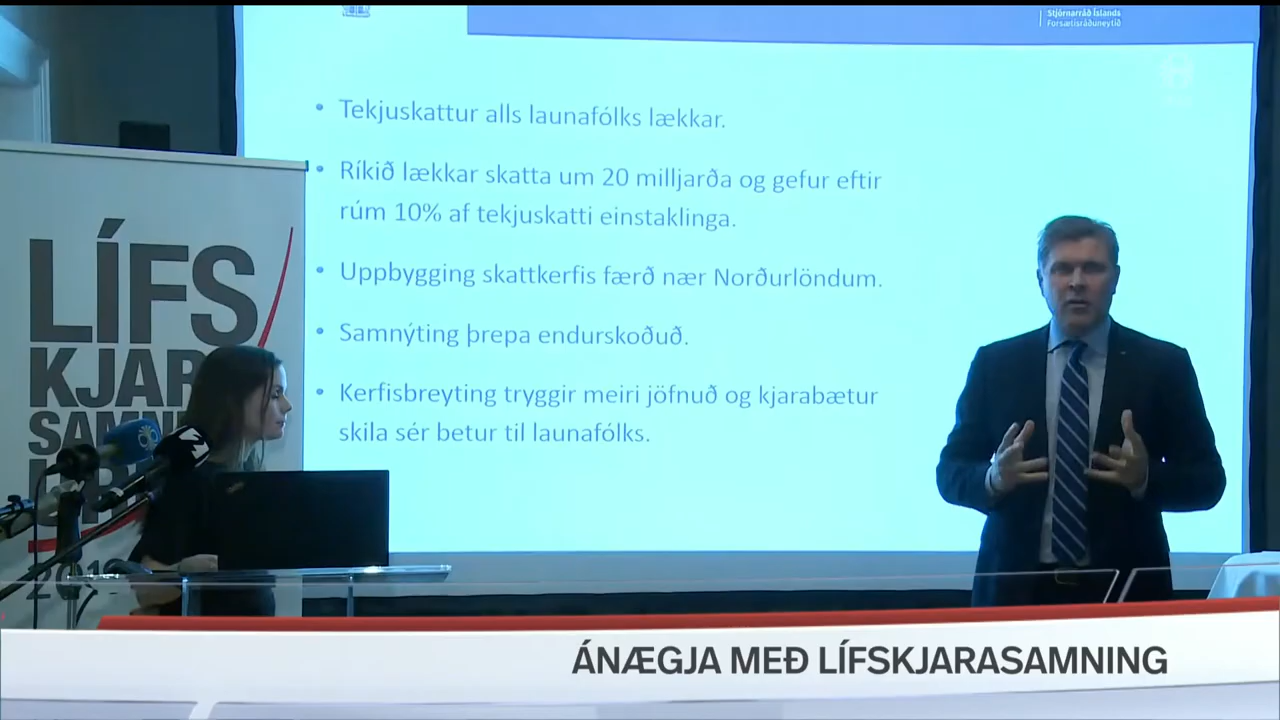 Stjórnarráð Íslands
Forsætisráðuneytið
• Tekjuskattur alls launafólks lækkar.
• Ríkið lækkar skatta um 20 milljarða og gefur eftir
rúm 10% af tekjuskatti einstaklinga.
• Uppbygging skattkerfis færð nær Norðurlöndum.
• Samnýting þrepa endurskoðuð.
• Kerfisbreyting tryggir meiri jöfnuð og kjarabætur
skila sér betur til launafólks.
LÍFS
KJAR
SAMN
ÁNÆGJA MEÐ LÍFSKJARASAMNING